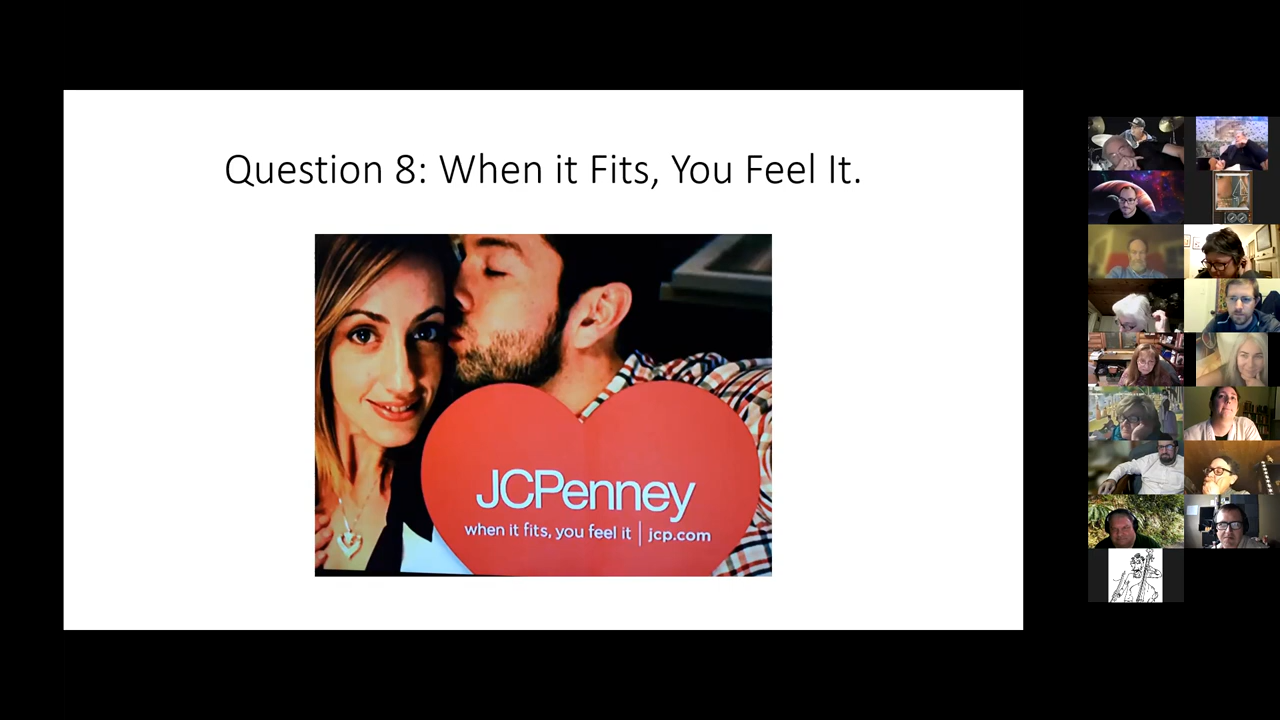 Question 8: When it Fits, You Feel It.
JCPenney
when it fits, you feel it | jcp.com